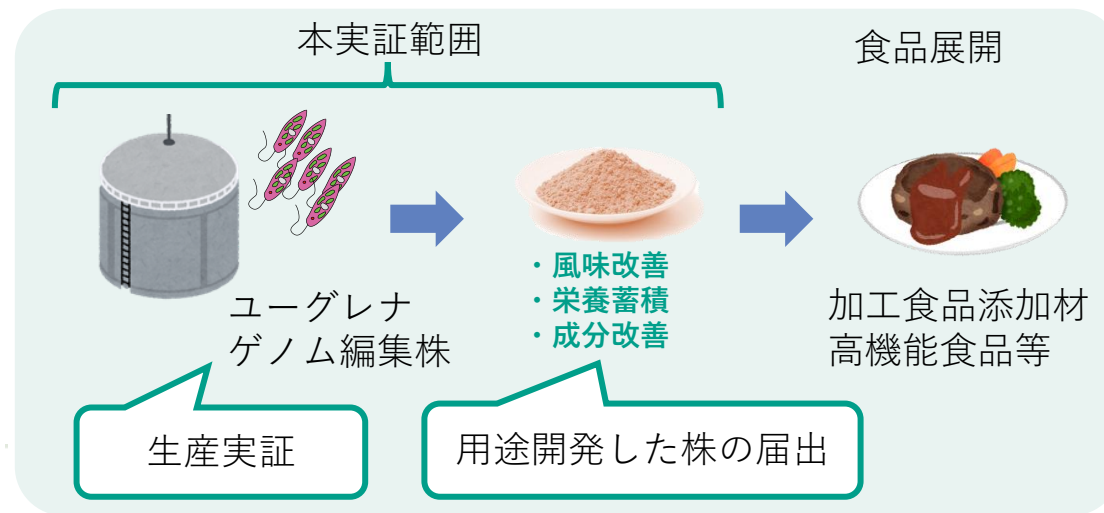 本実証範囲
食品展開
・風味改善
・栄養蓄積
・成分改善
ユーグレナ
ゲノム編集株
加工食品添加材
高機能食品等
生産実証
用途開発した株の届出